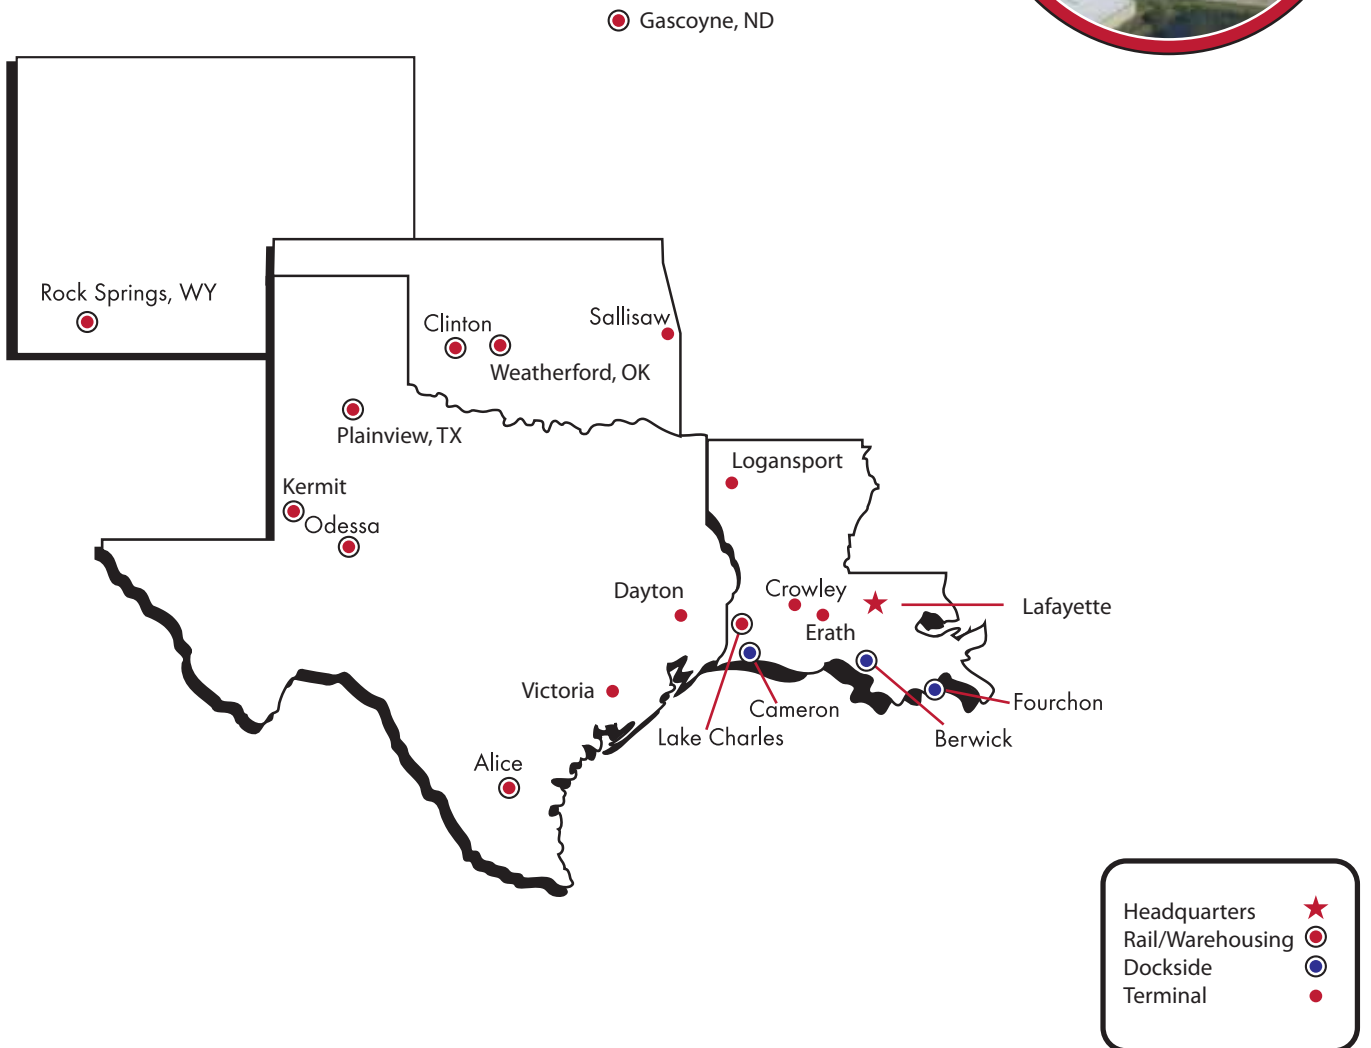 Gascoyne, ND
Rock Springs, WY
Clinton
Sallisaw
Weatherford, OK
Plainview, TX
Logansport
Kermit
Odessa
Dayton
Crowley
Lafayette
Erath
Victoria
Cameron
Fourchon
Lake Charles
Berwick
Alice
Headquarters
Rail/Warehousing
Dockside
Terminal